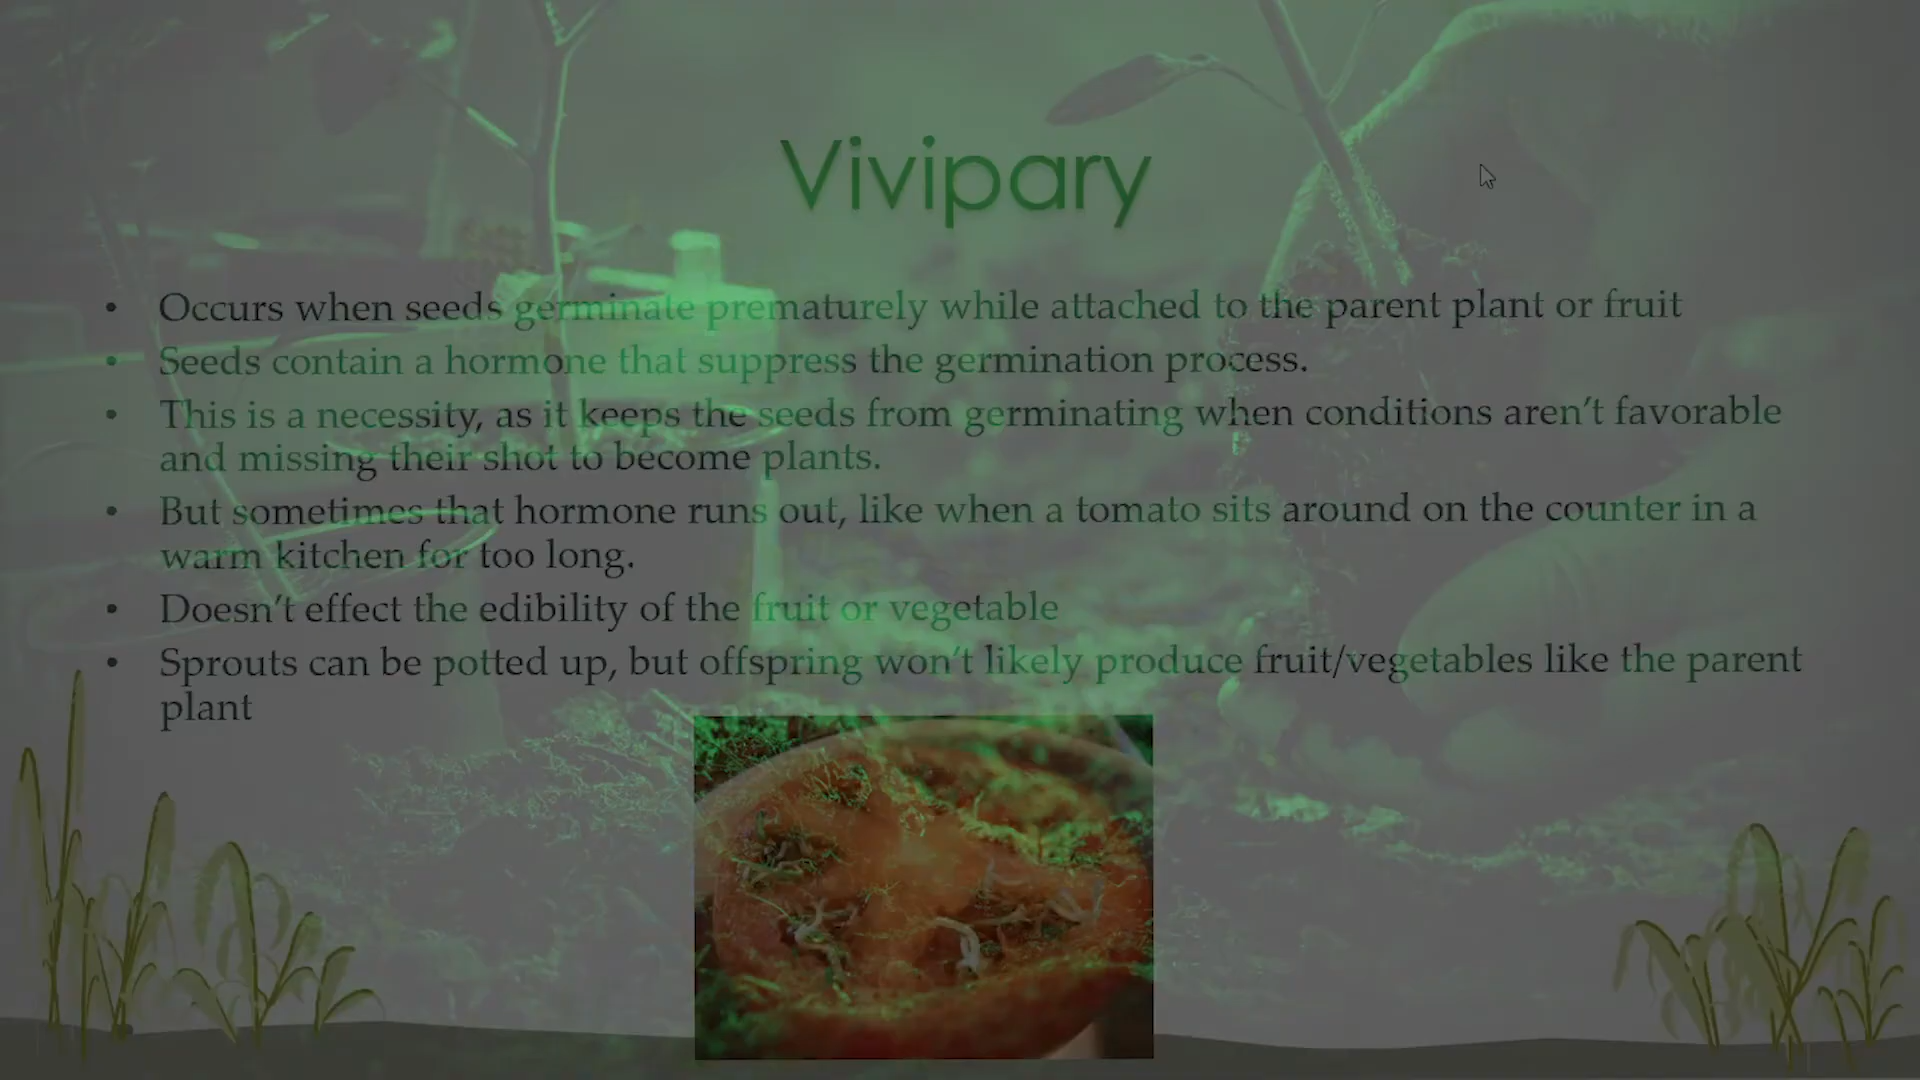 Vivipary
• Occurs when seeds germinate prematurely while attached to the parent plant or fruit
• Seeds contain a hormone that suppress the germination process.
• This is a necessity, as it keeps the seeds from germinating when conditions aren't favorable
and missing their shot to become plants.
• But sometimes that hormone runs out, like when a tomato sits around on the counter in a
warm kitchen for too long.
• Doesn't effect the edibility of the fruit or vegetable
• Sprouts can be potted up, but offspring won't likely produce fruit/vegetables like the parent
plant